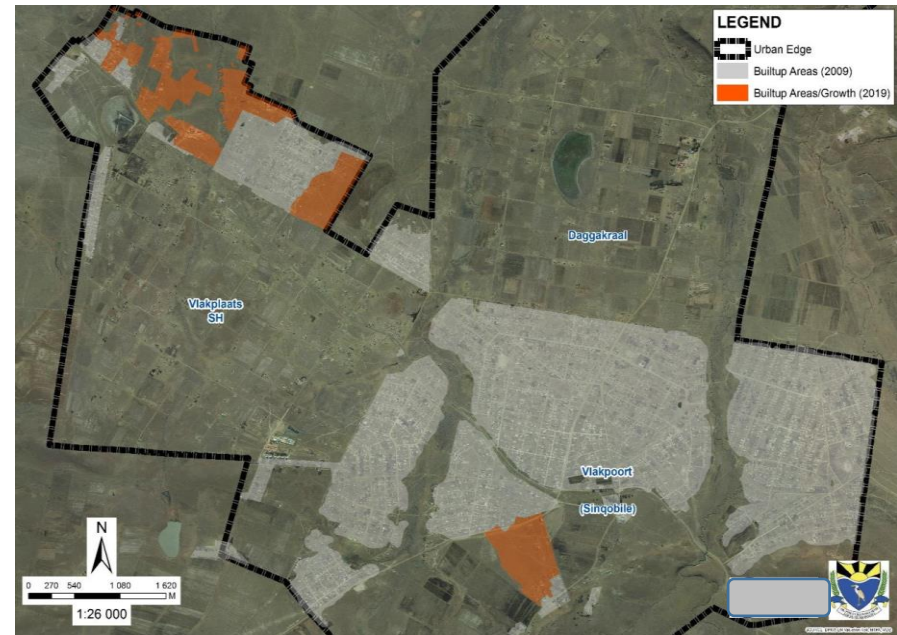 LEGEND
Urban Edge
Builtup Areas (2009)
Builtup Areas/Growth (2019)
Daggakraal
Vlakplaats
SH
Vlakpoort
(Sinqobile)
N
0 270 540 1 080 1 620
M
1:26 000